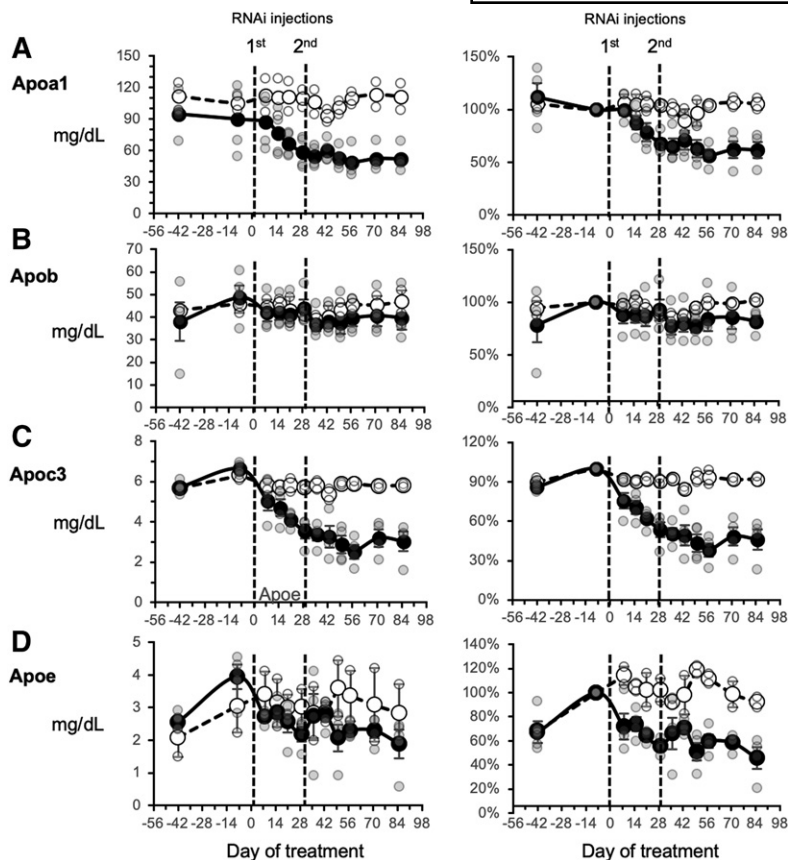 RNAi injections
RNAi injections
A
1st
2nd
1st
2nd
Apoa1
mg/dL
150
120
90
60
30
0
-56 -42 -28 -14 0 14 28 42 56 70 84 98
150%
100%
50%
0%
-56 -42 -28 -14 0 14 28 42 56 70 84 98
B
Apob
mg/dL
70
60
50
40
30
20
10
0
-56 -42 -28 -14 0 14 28 42 56 70 84 98
150%
100%
50%
0%
-56 -42 -28 -14 0 14 28 42 56 70 84 98
C
Apoc3
mg/dL
8
6
4
2
0
Apoe
-56 -42 -28 -14 0 14 28 42 56 70 84 98
120%
90%
60%
30%
0%
-56 -42 -28 -14 0 14 28 42 56 70 84 98
D
Apoe
mg/dL
5
4
3
2
1
0
-56 -42 -28 -14 0 14 28 42 56 70 84 98
Day of treatment
140%
120%
100%
80%
60%
40%
20%
0%
-56 -42 -28 -14 0 14 28 42 56 70 84 98
Day of treatment